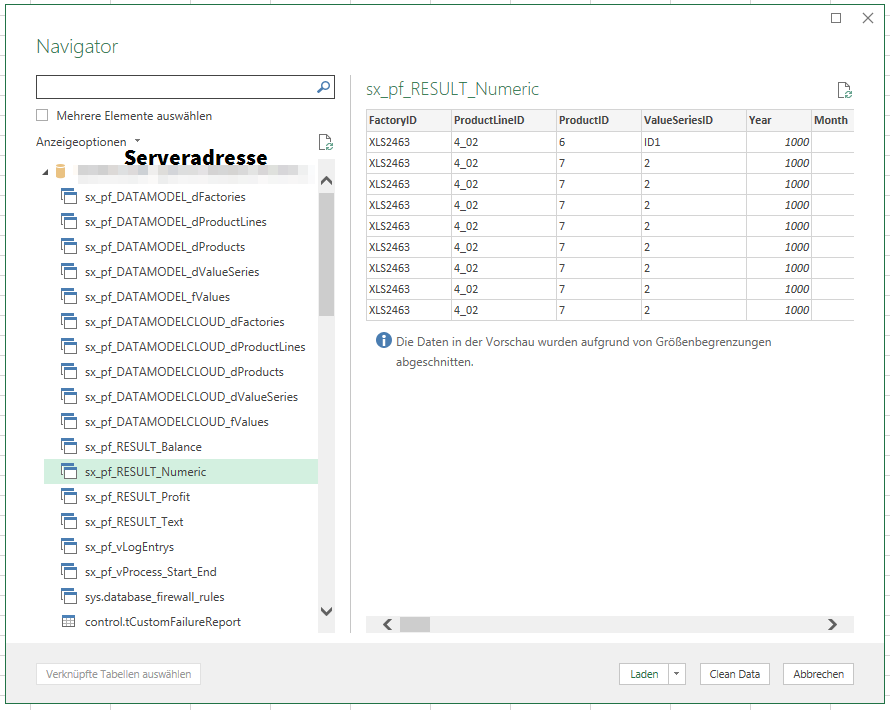 Navigator
Mehrere Elemente auswählen
Anzeigeoptionen
Serveradresse
sx_pf_DATAMODEL_dFactories
sx_pf_DATAMODEL_dProductLines
sx_pf_DATAMODEL_dProducts
sx_pf_DATAMODEL_dValueSeries
sx_pf_DATAMODEL_fValues
sx_pf_DATAMODELCLOUD_dFactories
sx_pf_DATAMODELCLOUD_dProductLines
sx_pf_DATAMODELCLOUD_dProducts
sx_pf_DATAMODELCLOUD_dValueSeries
sx_pf_DATAMODELCLOUD_fValues
sx_pf_RESULT_Balance
sx_pf_RESULT_Numeric
sx_pf_RESULT_Profit
sx_pf_RESULT_Text
sx_pf_vLogEntrys
sx_pf_vProcess_Start_End
sys.database_firewall_rules
control.tCustomFailureReport
sx_pf_RESULT_Numeric
FactoryID ProductLineID ProductID ValueSeriesID Year Month
XLS2463 4_02 6 ID1 1000
XLS2463 4_02 7 2 1000
XLS2463 4_02 7 2 1000
XLS2463 4_02 7 2 1000
XLS2463 4_02 7 2 1000
XLS2463 4_02 7 2 1000
XLS2463 4_02 7 2 1000
XLS2463 4_02 7 2 1000
XLS2463 4_02 7 2 1000
Die Daten in der Vorschau wurden aufgrund von Größenbegrenzungen
abgeschnitten.
Verknüpfte Tabellen auswählen Laden Clean Data Abbrechen